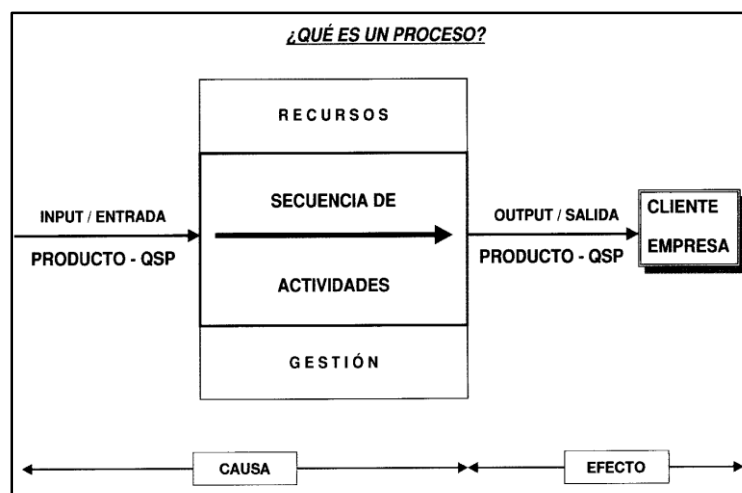 ¿QUÉ ES UN PROCESO?
RECURSOS
INPUT / ENTRADA
PRODUCTO - QSP
SECUENCIA DE
ACTIVIDADES
OUTPUT / SALIDA
PRODUCTO - QSP
CLIENTE
EMPRESA
GESTIÓN
CAUSA
EFECTO